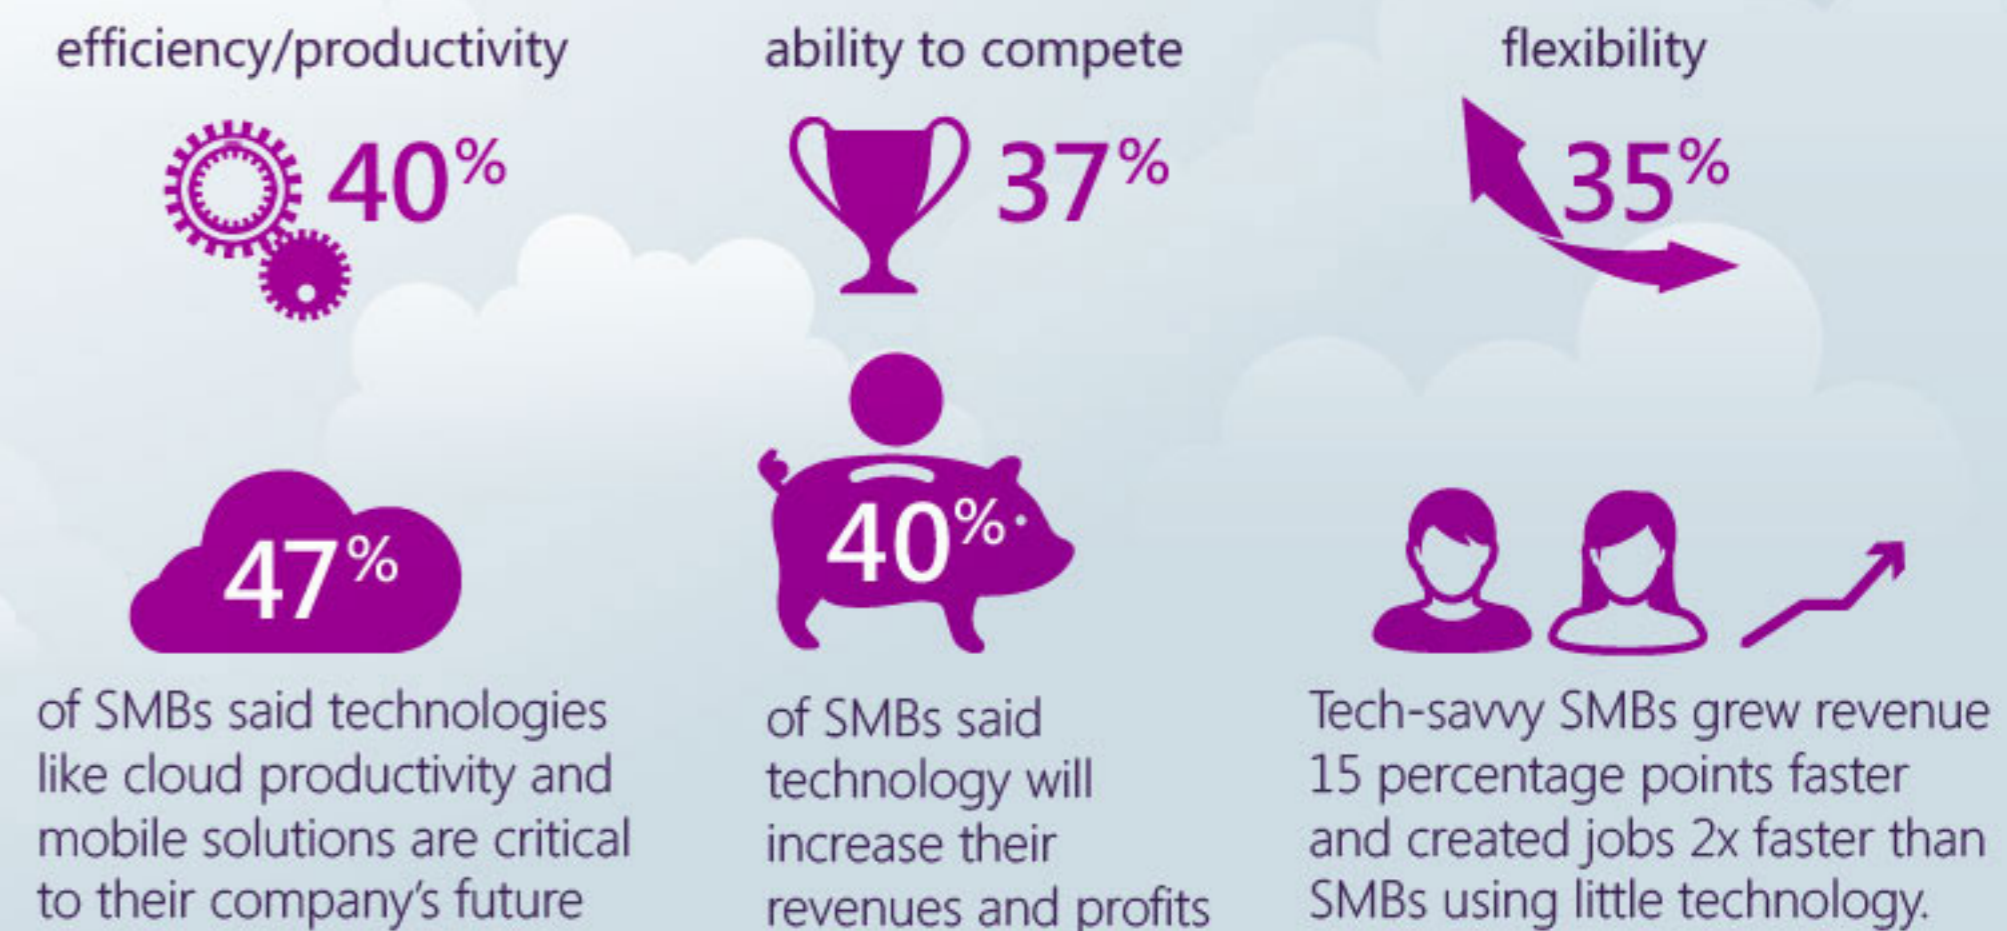 efficiency/productivity
40%
ability to compete
37%
flexibility
35%
47%
of SMBs said technologies
like cloud productivity and
mobile solutions are critical
to their company's future
40%
of SMBs said
technology will
increase their
revenues and profits
Tech-savvy SMBs grew revenue
15 percentage points faster
and created jobs 2x faster than
SMBs using little technology.